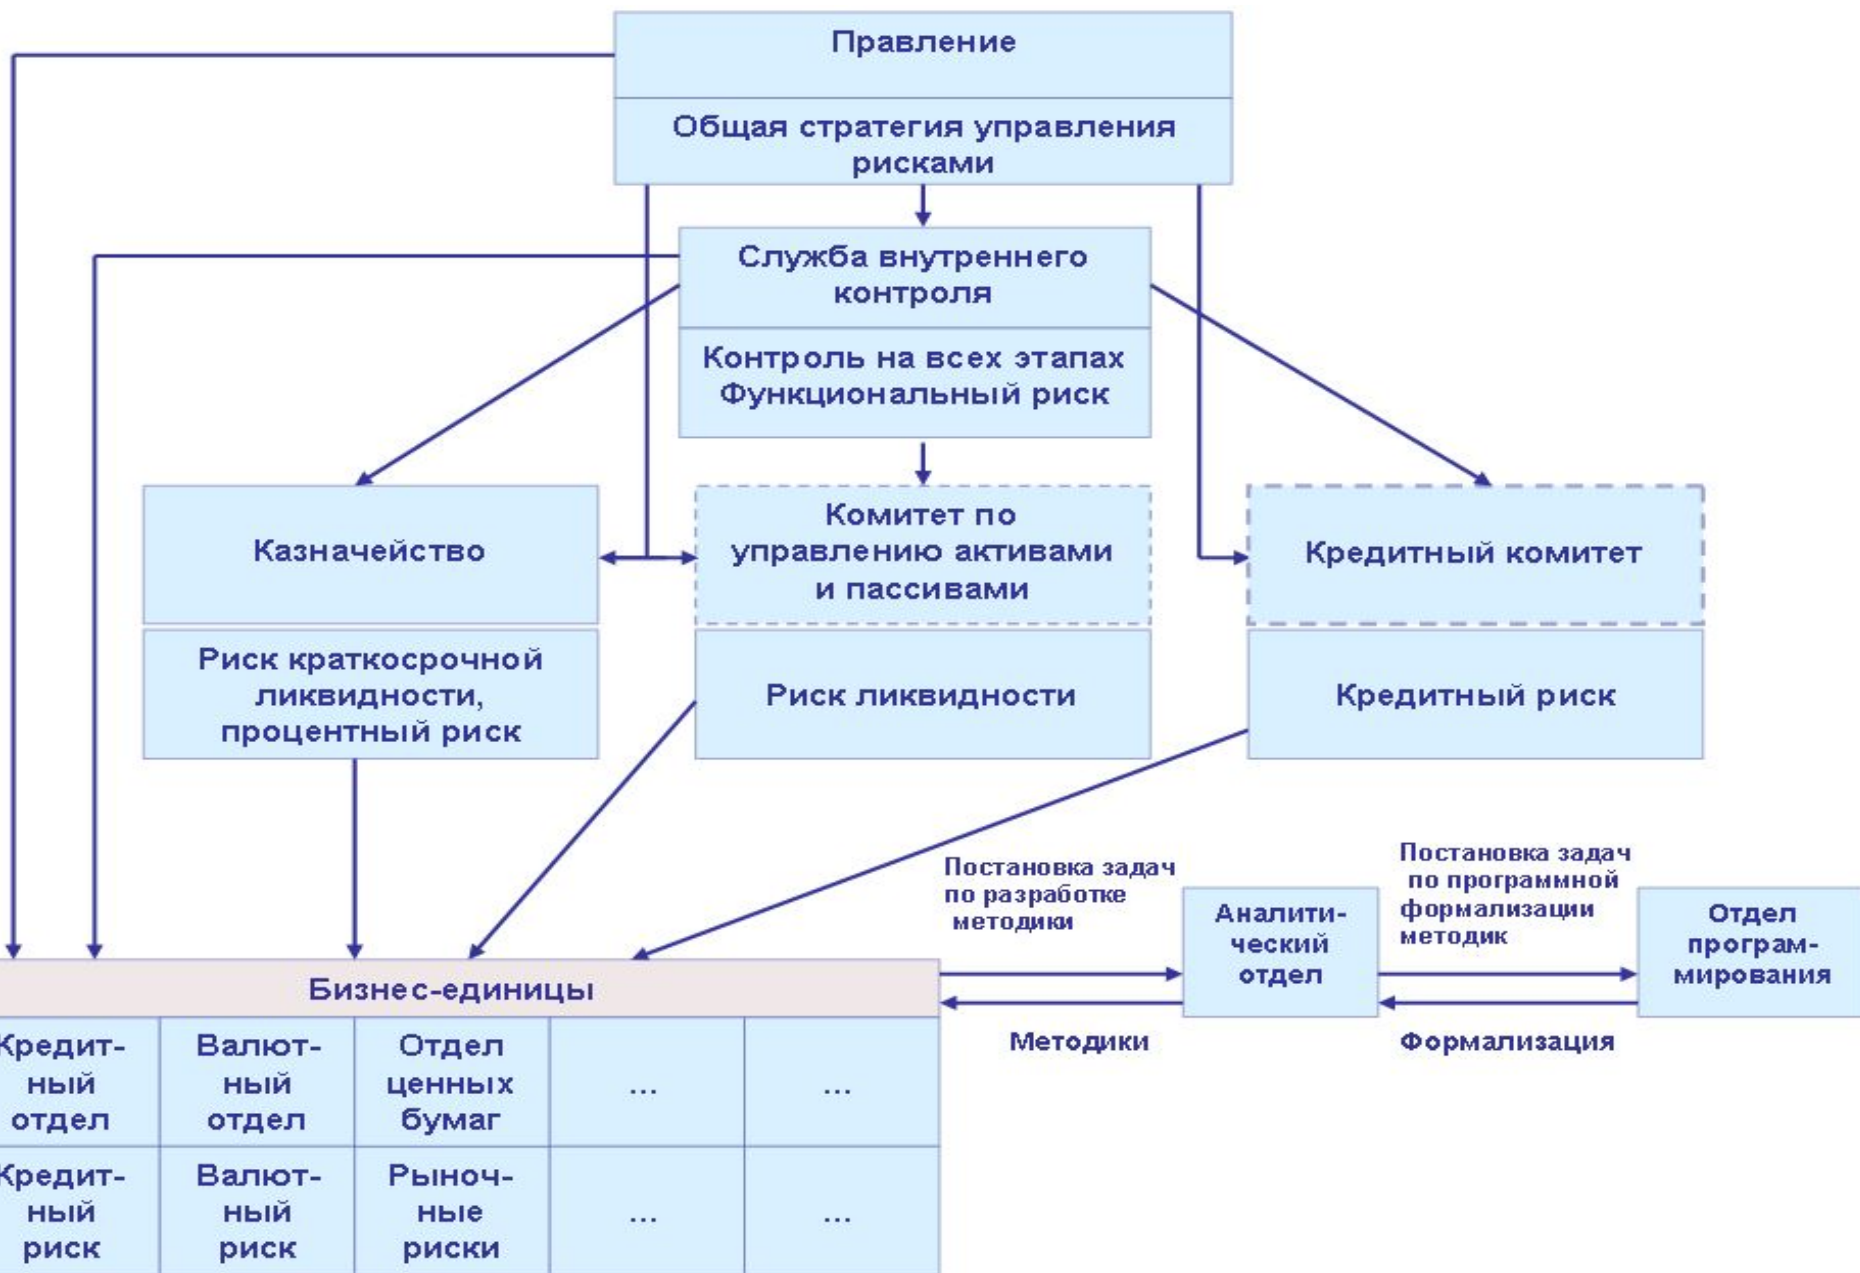 Правление
Общая стратегия управления
рисками
Служба внутреннего
контроля
Контроль на всех этапах
Функциональный риск
Казначейство
Комитет по
управлению активами
и пассивами
Кредитный комитет
Риск краткосрочной
ликвидности,
процентный риск
Риск ликвидности
Кредитный риск
Постановка задач
по разработке
методики
Постановка задач
по программной
формализации
методик
Аналити-
ческий
отдел
Отдел
програм-
мирования
Методики
Формализация
Бизнес-единицы
Кредит-
ный
отдел
Валют-
ный
отдел
Отдел
ценных
бумаг
...
...
Кредит-
ный
риск
Валют-
ный
риск
Рыноч-
ные
риски
...
...